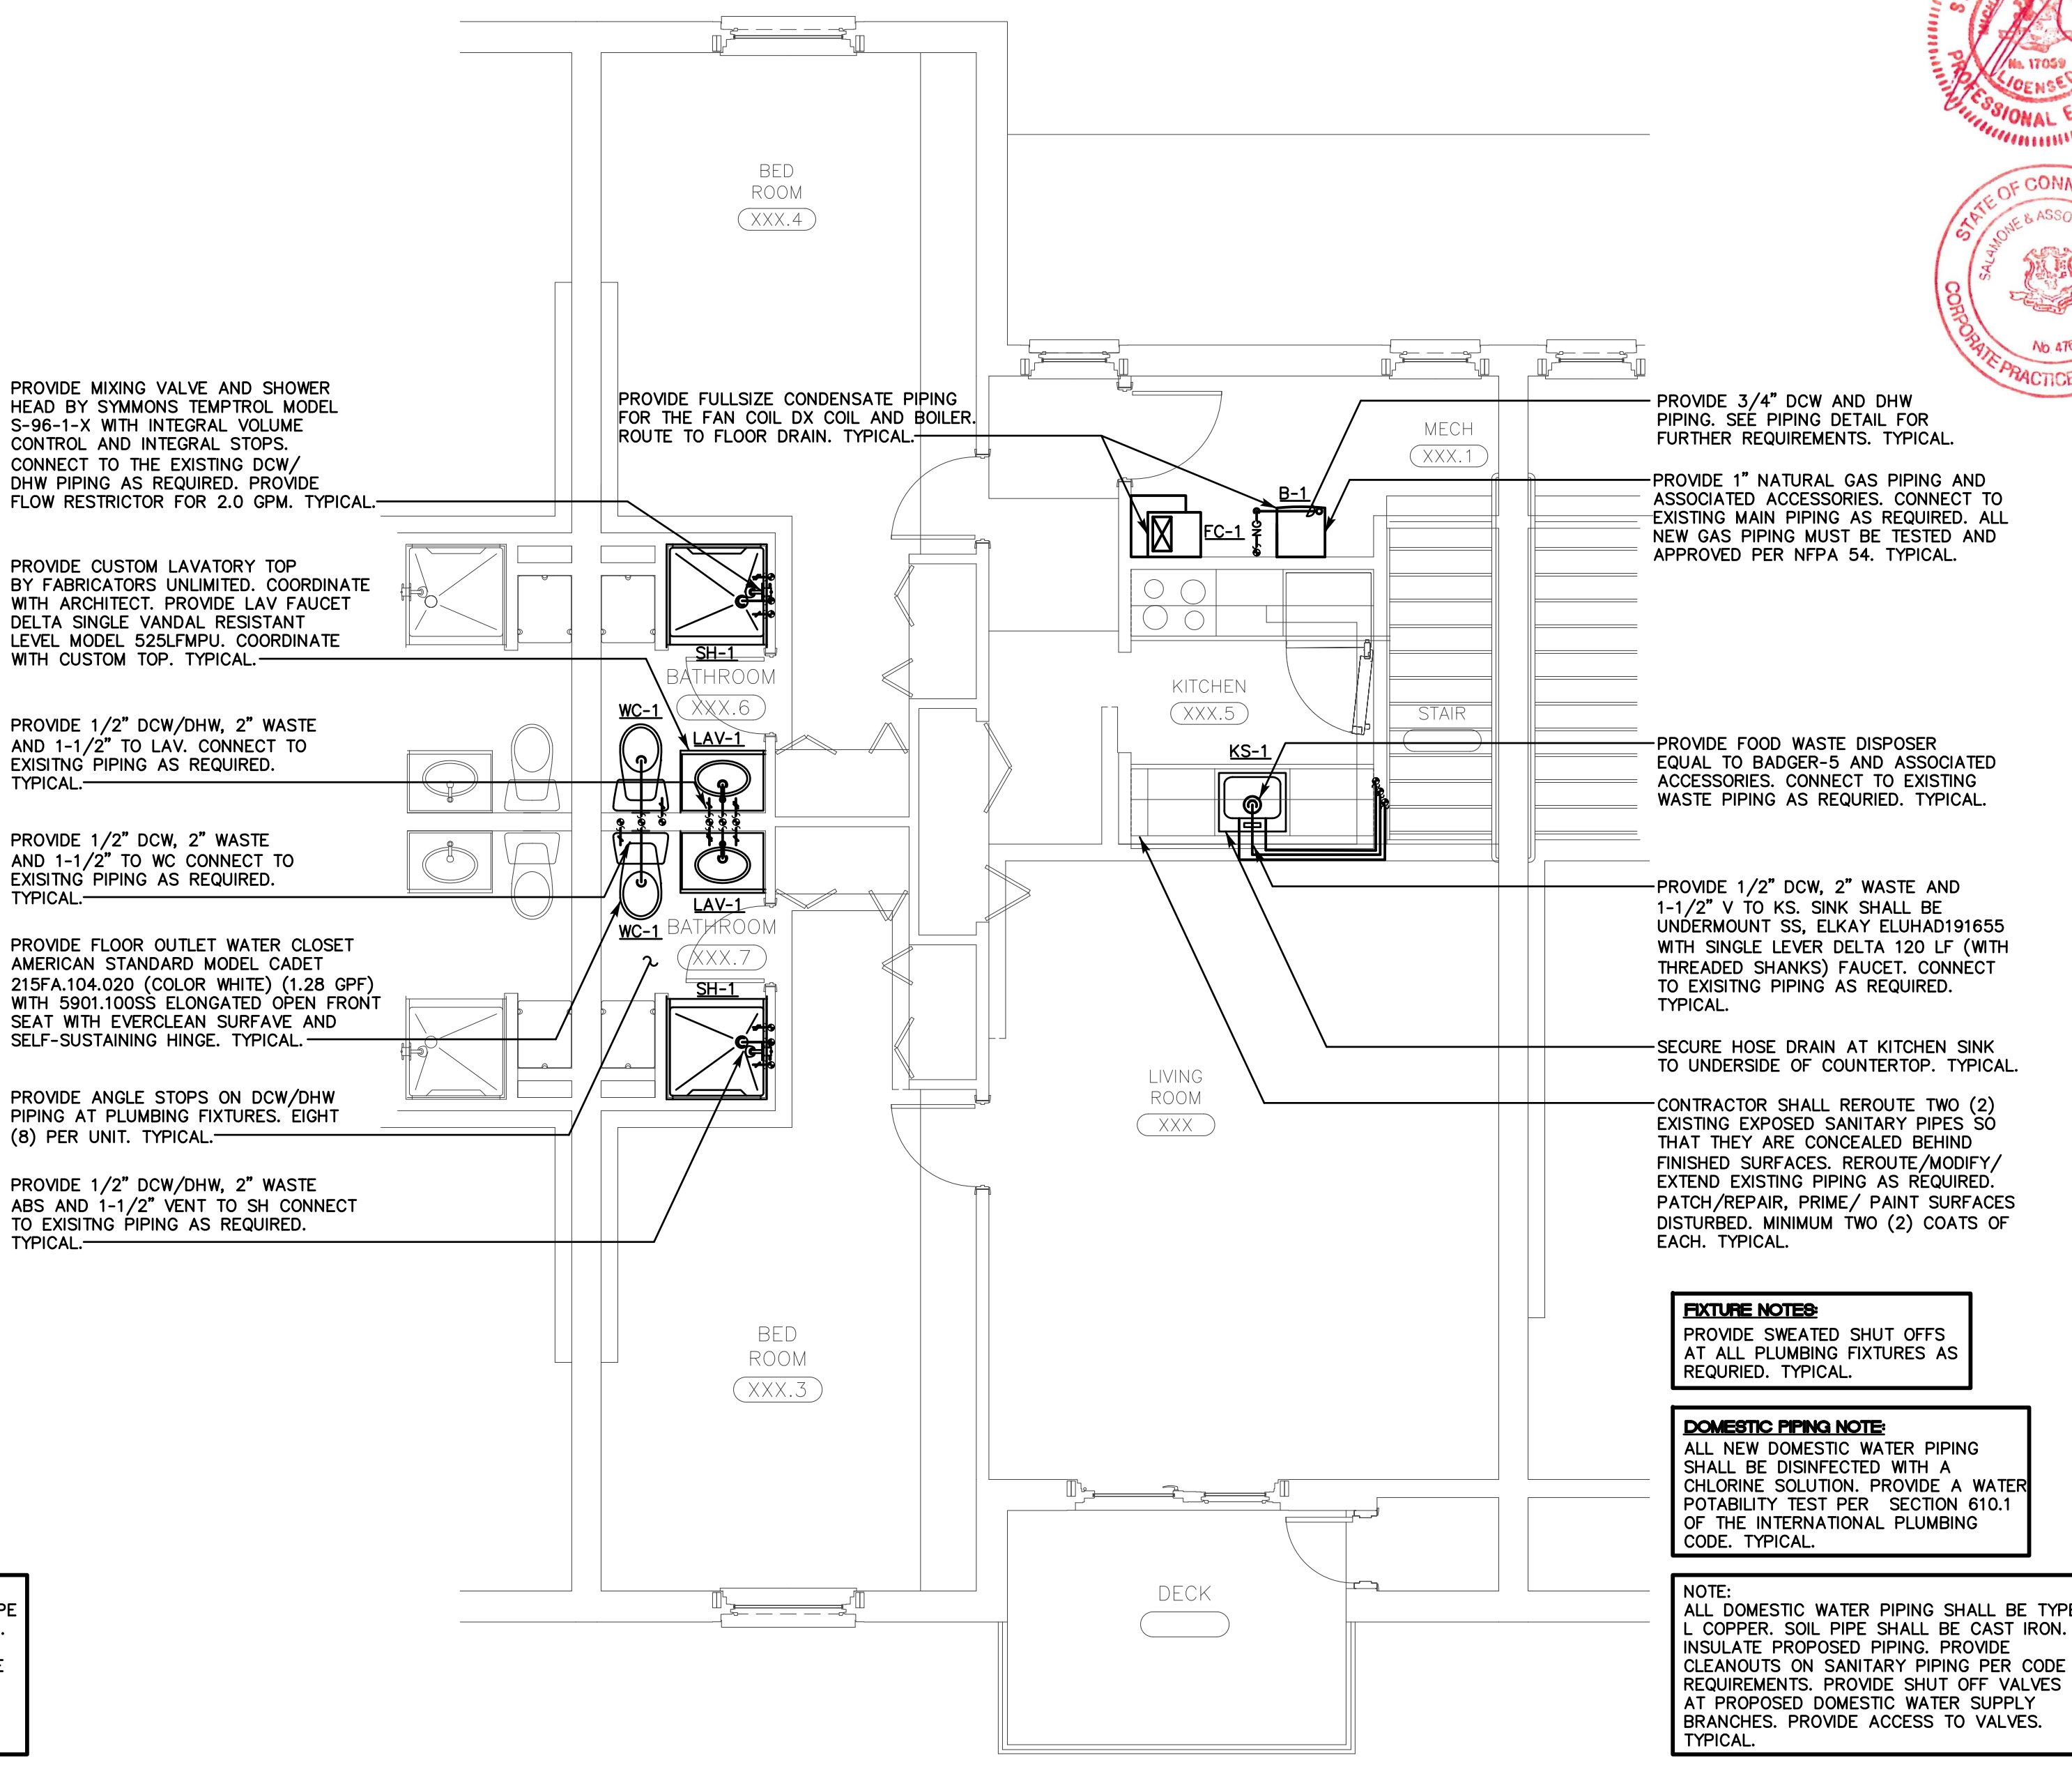 PROVIDE MIXING VALVE AND SHOWER
HEAD BY SYMMONS TEMPTROL MODEL
S-96-1-X WITH INTEGRAL VOLUME
CONTROL AND INTEGRAL STOPS.
CONNECT TO THE EXISTING DCW/
DHW PIPING AS REQUIRED. PROVIDE
FLOW RESTRICTOR FOR 2.0 GPM. TYPICAL.
PROVIDE CUSTOM LAVATORY TOP
BY FABRICATORS UNLIMITED. COORDINATE
WITH ARCHITECT. PROVIDE LAV FAUCET
DELTA SINGLE VANDAL RESISTANT
LEVEL MODEL 525LFMPU. COORDINATE
WITH CUSTOM TOP. TYPICAL.
PROVIDE 1/2" DCW/DHW, 2" WASTE
AND 1-1/2" TO LAV. CONNECT TO
EXISITNG PIPING AS REQUIRED.
TYPICAL.
PROVIDE 1/2" DCW, 2" WASTE
AND 1-1/2" TO WC CONNECT TO
EXISITNG PIPING AS REQUIRED.
TYPICAL.
PROVIDE FLOOR OUTLET WATER CLOSET
AMERICAN STANDARD MODEL CADET
215FA.104.020 (COLOR WHITE) (1.28 GPF)
WITH 5901.100SS ELONGATED OPEN FRONT
SEAT WITH EVERCLEAN SURFAVE AND
SELF-SUSTAINING HINGE. TYPICAL.
PROVIDE ANGLE STOPS ON DCW/DHW
PIPING AT PLUMBING FIXTURES. EIGHT
(8) PER UNIT. TYPICAL.
PROVIDE 1/2" DCW/DHW, 2" WASTE
ABS AND 1-1/2" VENT TO SH CONNECT
TO EXISITNG PIPING AS REQUIRED.
TYPICAL.
PE
.
E
BED
ROOM
XXX.4
PROVIDE FULLSIZE CONDENSATE PIPING
FOR THE FAN COIL DX COIL AND BOILER.
ROUTE TO FLOOR DRAIN. TYPICAL.
MECH
XXX.1
B-1
FC-1
NG
SH-1
BATHROOM
XXX.6
WC-1
LAV-1
LAV-1
WC-1
BATHROOM
XXX.7
SH-1
KITCHEN
XXX.5
KS-1
STAIR
LIVING
ROOM
XXX
BED
ROOM
XXX.3
DECK
No. 17059
LICENSED
PROFESSIONAL E
STATE OF CONN
SALAMONE & ASSO
No 47
CORPORATE PRACTICE
PROVIDE 3/4" DCW AND DHW
PIPING. SEE PIPING DETAIL FOR
FURTHER REQUIREMENTS. TYPICAL.
PROVIDE 1" NATURAL GAS PIPING AND
ASSOCIATED ACCESSORIES. CONNECT TO
EXISTING MAIN PIPING AS REQUIRED. ALL
NEW GAS PIPING MUST BE TESTED AND
APPROVED PER NFPA 54. TYPICAL.
PROVIDE FOOD WASTE DISPOSER
EQUAL TO BADGER-5 AND ASSOCIATED
ACCESSORIES. CONNECT TO EXISTING
WASTE PIPING AS REQURIED. TYPICAL.
PROVIDE 1/2" DCW, 2" WASTE AND
1-1/2" V TO KS. SINK SHALL BE
UNDERMOUNT SS, ELKAY ELUHAD191655
WITH SINGLE LEVER DELTA 120 LF (WITH
THREADED SHANKS) FAUCET. CONNECT
TO EXISITNG PIPING AS REQUIRED.
TYPICAL.
SECURE HOSE DRAIN AT KITCHEN SINK
TO UNDERSIDE OF COUNTERTOP. TYPICAL.
CONTRACTOR SHALL REROUTE TWO (2)
EXISTING EXPOSED SANITARY PIPES SO
THAT THEY ARE CONCEALED BEHIND
FINISHED SURFACES. REROUTE/MODIFY/
EXTEND EXISTING PIPING AS REQUIRED.
PATCH/REPAIR, PRIME/ PAINT SURFACES
DISTURBED. MINIMUM TWO (2) COATS OF
EACH. TYPICAL.
FIXTURE NOTES:
PROVIDE SWEATED SHUT OFFS
AT ALL PLUMBING FIXTURES AS
REQURIED. TYPICAL.
DOMESTIC PIPING NOTE:
ALL NEW DOMESTIC WATER PIPING
SHALL BE DISINFECTED WITH A
CHLORINE SOLUTION. PROVIDE A WATER
POTABILITY TEST PER SECTION 610.1
OF THE INTERNATIONAL PLUMBING
CODE. TYPICAL.
NOTE:
ALL DOMESTIC WATER PIPING SHALL BE TYPE
L COPPER. SOIL PIPE SHALL BE CAST IRON.
INSULATE PROPOSED PIPING. PROVIDE
CLEANOUTS ON SANITARY PIPING PER CODE
REQUIREMENTS. PROVIDE SHUT OFF VALVES
AT PROPOSED DOMESTIC WATER SUPPLY
BRANCHES. PROVIDE ACCESS TO VALVES.
TYPICAL.